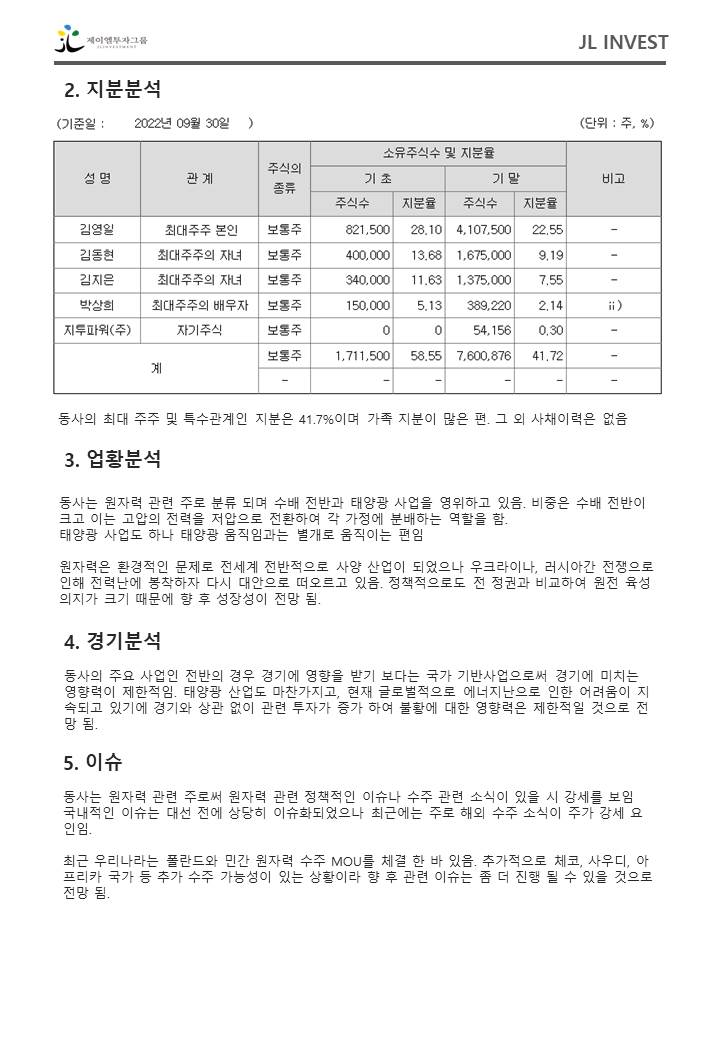 제이엘투자그룹
JLINVESTMENT
JL INVEST
2. 지분분석
(기준일 : 2022년 09월 30일 ) (단위 : 주, %)
성 명 관 계 주식의 종류 소유주식수 및 지분율 비고
기 초 기 말
주식수 지분율 주식수 지분율
김영일 최대주주 본인 보통주 821,500 28.10 4,107,500 22.55 -
김동현 최대주주의 자녀 보통주 400,000 13.68 1,675,000 9.19 -
김지은 최대주주의 자녀 보통주 340,000 11.63 1,375,000 7.55 -
박상희 최대주주의 배우자 보통주 150,000 5.13 389,220 2.14 ⅱ)
지투파워(주) 자기주식 보통주 0 0 54,156 0.30 -
계 보통주 1,711,500 58.55 7,600,876 41.72 -
- - - - - -
동사의 최대 주주 및 특수관계인 지분은 41.7%이며 가족 지분이 많은 편. 그 외 사채이력은 없음
3. 업황분석
동사는 원자력 관련 주로 분류 되며 수배 전반과 태양광 사업을 영위하고 있음. 비중은 수배 전반이
크고 이는 고압의 전력을 저압으로 전환하여 각 가정에 분배하는 역할을 함.
태양광 사업도 하나 태양광 움직임과는 별개로 움직이는 편임
원자력은 환경적인 문제로 전세계 전반적으로 사양 산업이 되었으나 우크라이나, 러시아간 전쟁으로
인해 전력난에 봉착하자 다시 대안으로 떠오르고 있음. 정책적으로도 전 정권과 비교하여 원전 육성
의지가 크기 때문에 향 후 성장성이 전망 됨.
4. 경기분석
동사의 주요 사업인 전반의 경우 경기에 영향을 받기 보다는 국가 기반사업으로써 경기에 미치는
영향력이 제한적임. 태양광 산업도 마찬가지고, 현재 글로벌적으로 에너지난으로 인한 어려움이 지
속되고 있기에 경기와 상관 없이 관련 투자가 증가 하여 불황에 대한 영향력은 제한적일 것으로 전
망 됨.
5. 이슈
동사는 원자력 관련 주로써 원자력 관련 정책적인 이슈나 수주 관련 소식이 있을 시 강세를 보임
국내적인 이슈는 대선 전에 상당히 이슈화되었으나 최근에는 주로 해외 수주 소식이 주가 강세 요
인임.
최근 우리나라는 폴란드와 민간 원자력 수주 MOU를 체결 한 바 있음. 추가적으로 체코, 사우디, 아
프리카 국가 등 추가 수주 가능성이 있는 상황이라 향 후 관련 이슈는 좀 더 진행 될 수 있을 것으로
전망 됨.